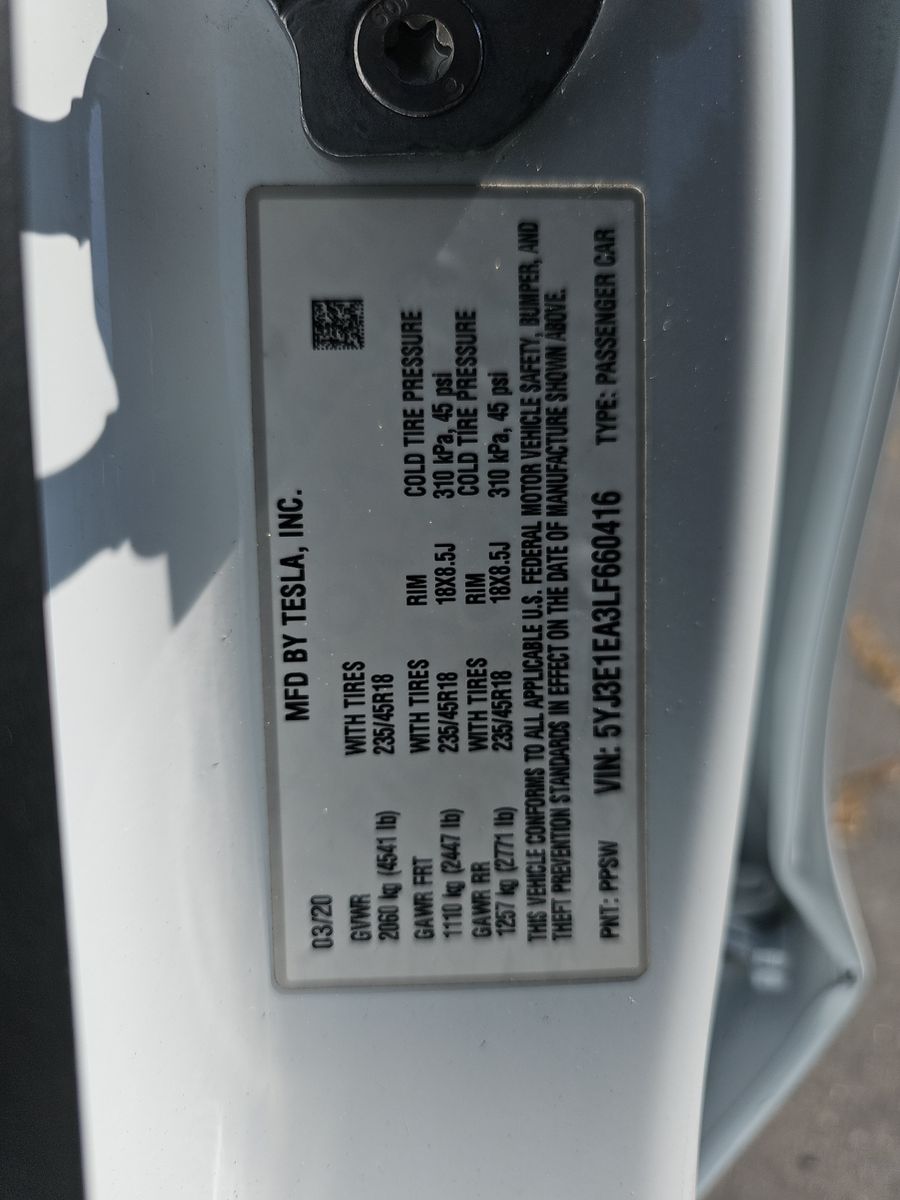 MFD BY TESLA, INC.
03/20
GVWR WITH TIRES
2060 kg (4541 lb) 235/45R18
GAWR FRT WITH TIRES RIM COLD TIRE PRESSURE
1110 kg (2447 lb) 235/45R18 18X8.5J 310 kPa, 45 psi
GAWR RR WITH TIRES RIM COLD TIRE PRESSURE
1257 kg (2771 lb) 235/45R18 18X8.5J 310 kPa, 45 psi
THIS VEHICLE CONFORMS TO ALL APPLICABLE U.S. FEDERAL MOTOR VEHICLE SAFETY, BUMPER, AND
THEFT PREVENTION STANDARDS IN EFFECT ON THE DATE OF MANUFACTURE SHOWN ABOVE.
PNT: PPSW VIN: 5YJ3E1EA3LF660416 TYPE: PASSENGER CAR